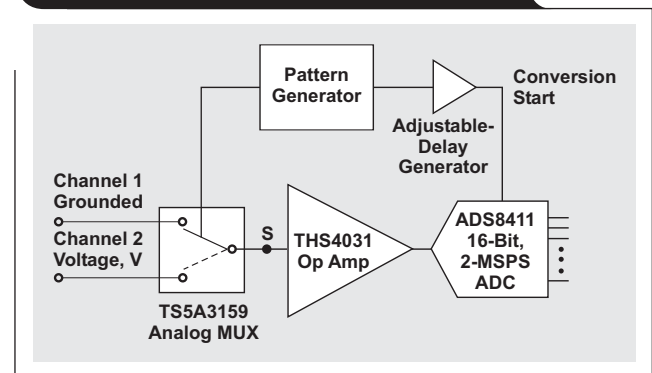 Pattern
Generator
Conversion
Start
Adjustable-
Delay
Generator
Channel 1
Grounded
Channel 2
Voltage, V
S
THS4031
Op Amp
ADS8411
16-Bit,
2-MSPS
ADC
TS5A3159
Analog MUX